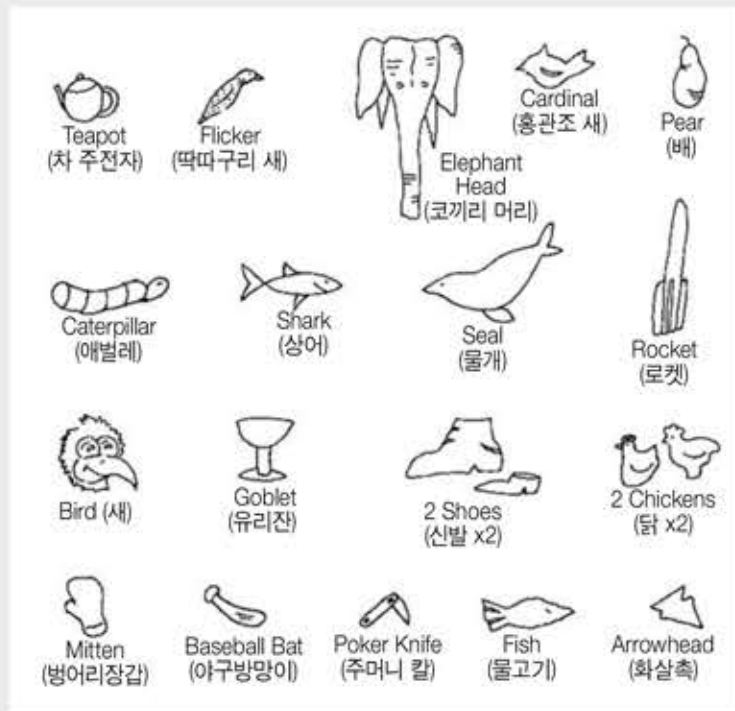 Teapot
(차 주전자)
Flicker
(딱따구리 새)
Elephant
Head
(코끼리 머리)
Cardinal
(홍관조 새)
Pear
(배)
Caterpillar
(애벌레)
Shark
(상어)
Seal
(물개)
Rocket
(로켓)
Bird (새)
Goblet
(유리잔)
2 Shoes
(신발 x2)
2 Chickens
(닭 x2)
Mitten
(벙어리장갑)
Baseball Bat
(야구방망이)
Poker Knife
(주머니 칼)
Fish
(물고기)
Arrowhead
(화살촉)